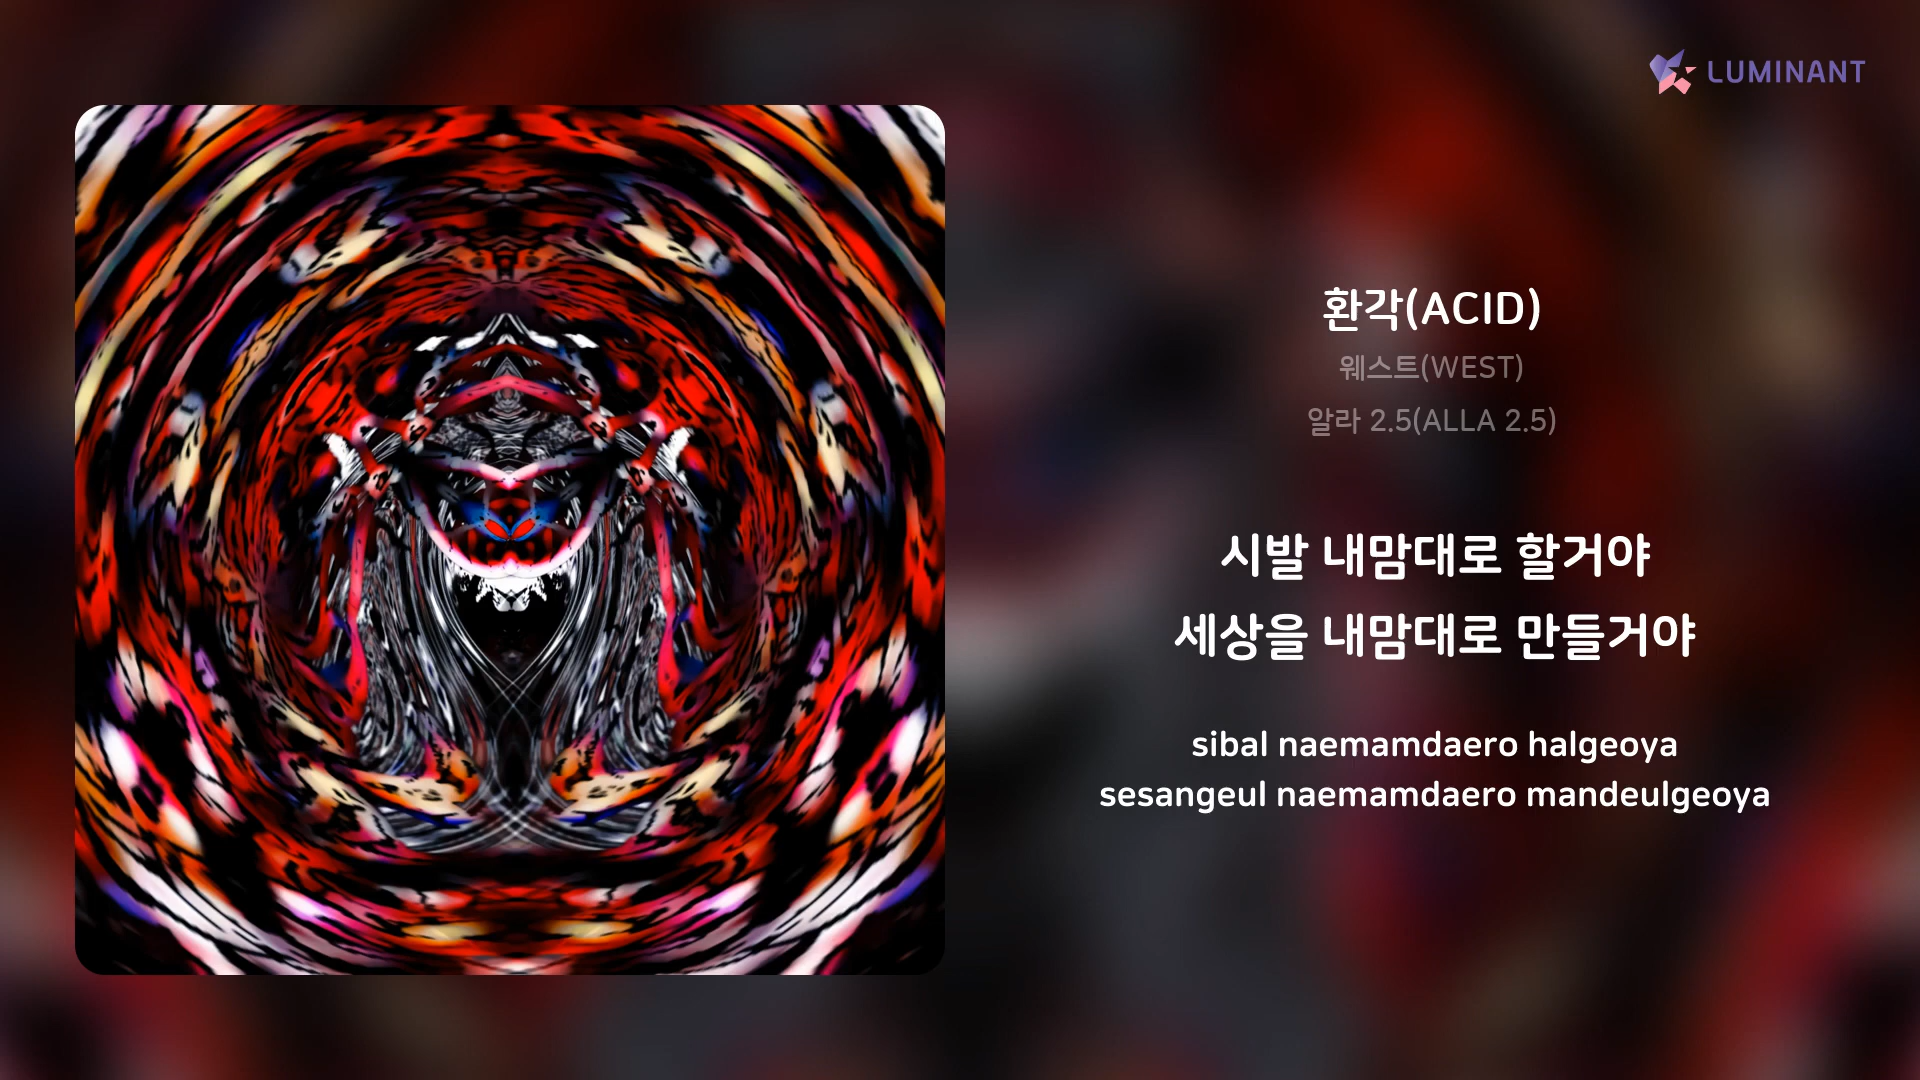 LUMINANT
환각(ACID)
웨스트(WEST)
알라 2.5(ALLA 2.5)
시발 내맘대로 할거야
세상을 내맘대로 만들거야
sibal naemamdaero halgeoya
sesangeul naemamdaero mandeulgeoya